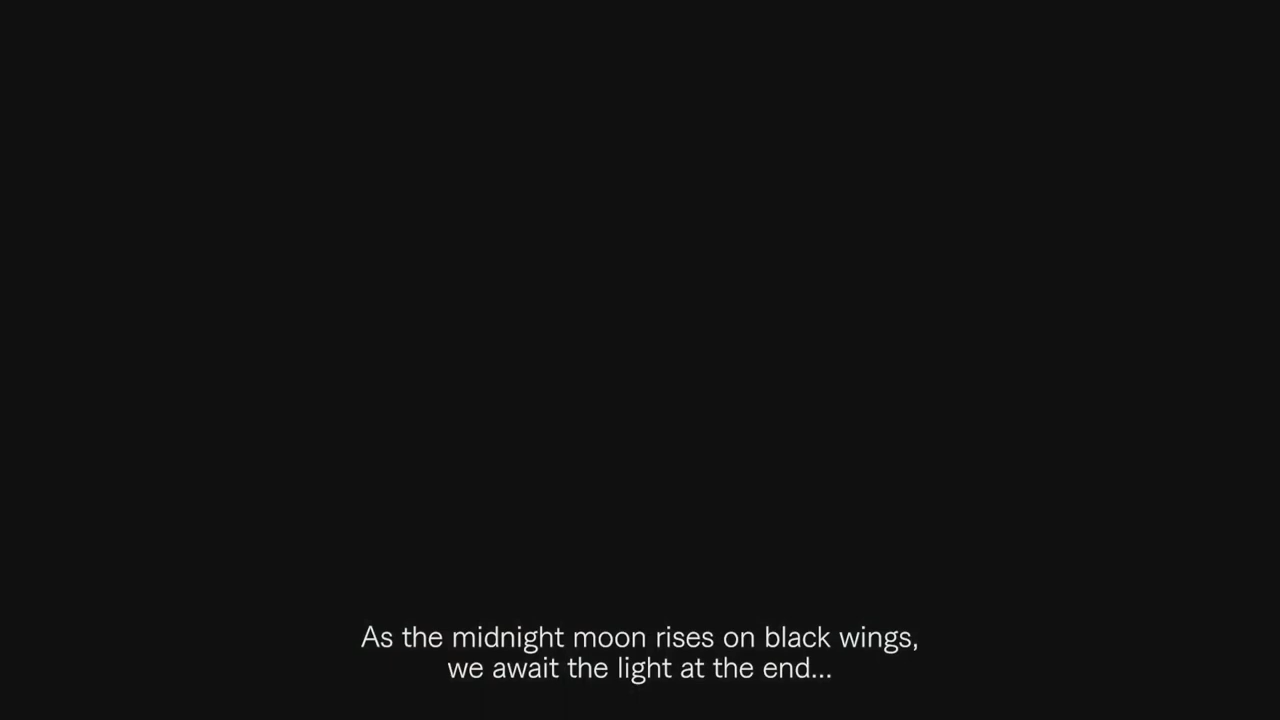 As the midnight moon rises on black wings,
we await the light at the end...